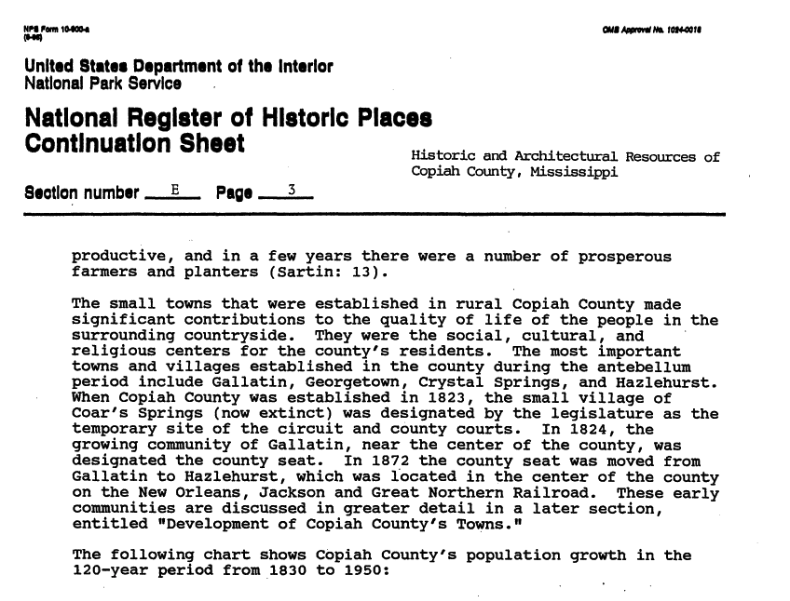 NPS Form 10-900-a
OMB Approval No. 1024-0018
(8-86)
United States Department of the Interior
National Park Service
National Register of Historic Places
Continuation Sheet
Historic and Architectural Resources of
Copiah County, Mississippi
Section number E Page 3
productive, and in a few years there were a number of prosperous
farmers and planters (Sartin: 13).
The small towns that were established in rural Copiah County made
significant contributions to the quality of life of the people in the
surrounding countryside. They were the social, cultural, and
religious centers for the county's residents. The most important
towns and villages established in the county during the antebellum
period include Gallatin, Georgetown, Crystal Springs, and Hazlehurst.
When Copiah County was established in 1823, the small village of
Coar's Springs (now extinct) was designated by the legislature as the
temporary site of the circuit and county courts. In 1824, the
growing community of Gallatin, near the center of the county, was
designated the county seat. In 1872 the county seat was moved from
Gallatin to Hazlehurst, which was located in the center of the county
on the New Orleans, Jackson and Great Northern Railroad. These early
communities are discussed in greater detail in a later section,
entitled "Development of Copiah County's Towns."
The following chart shows Copiah County's population growth in the
120-year period from 1830 to 1950: